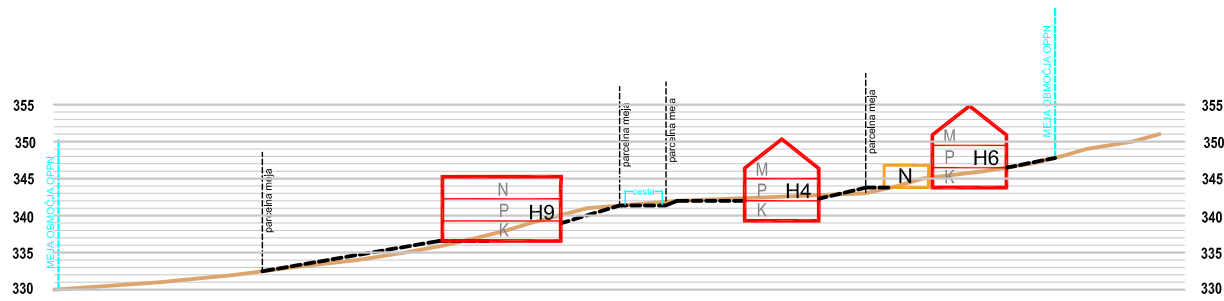 355
350
345
340
335
330
MEJA OBMOČJA OPPN
parcelna meja
N
P
K
H9
parcelna meja
cesta
parcelna meja
M
P
K
H4
parcelna meja
N
M
P
K
H6
MEJA OBMOČJA OPPN
355
350
345
340
335
330